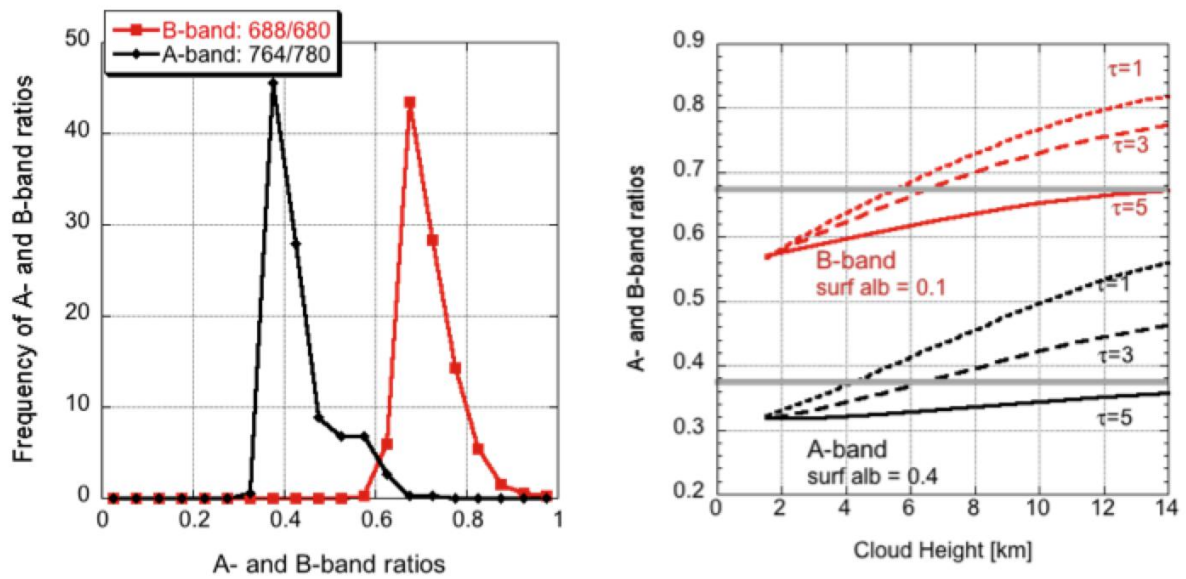 B-band: 688/680
A-band: 764/780
Frequency of A- and B-band ratios
50
40
30
20
10
0
0
0.2
0.4
0.6
0.8
1
A- and B-band ratios
A- and B-band ratios
0.9
0.8
0.7
0.6
0.5
0.4
0.3
0.2
τ=1
τ=3
τ=5
B-band
surf alb = 0.1
τ=1
τ=3
τ=5
A-band
surf alb = 0.4
0
2
4
6
8
10
12
14
Cloud Height [km]